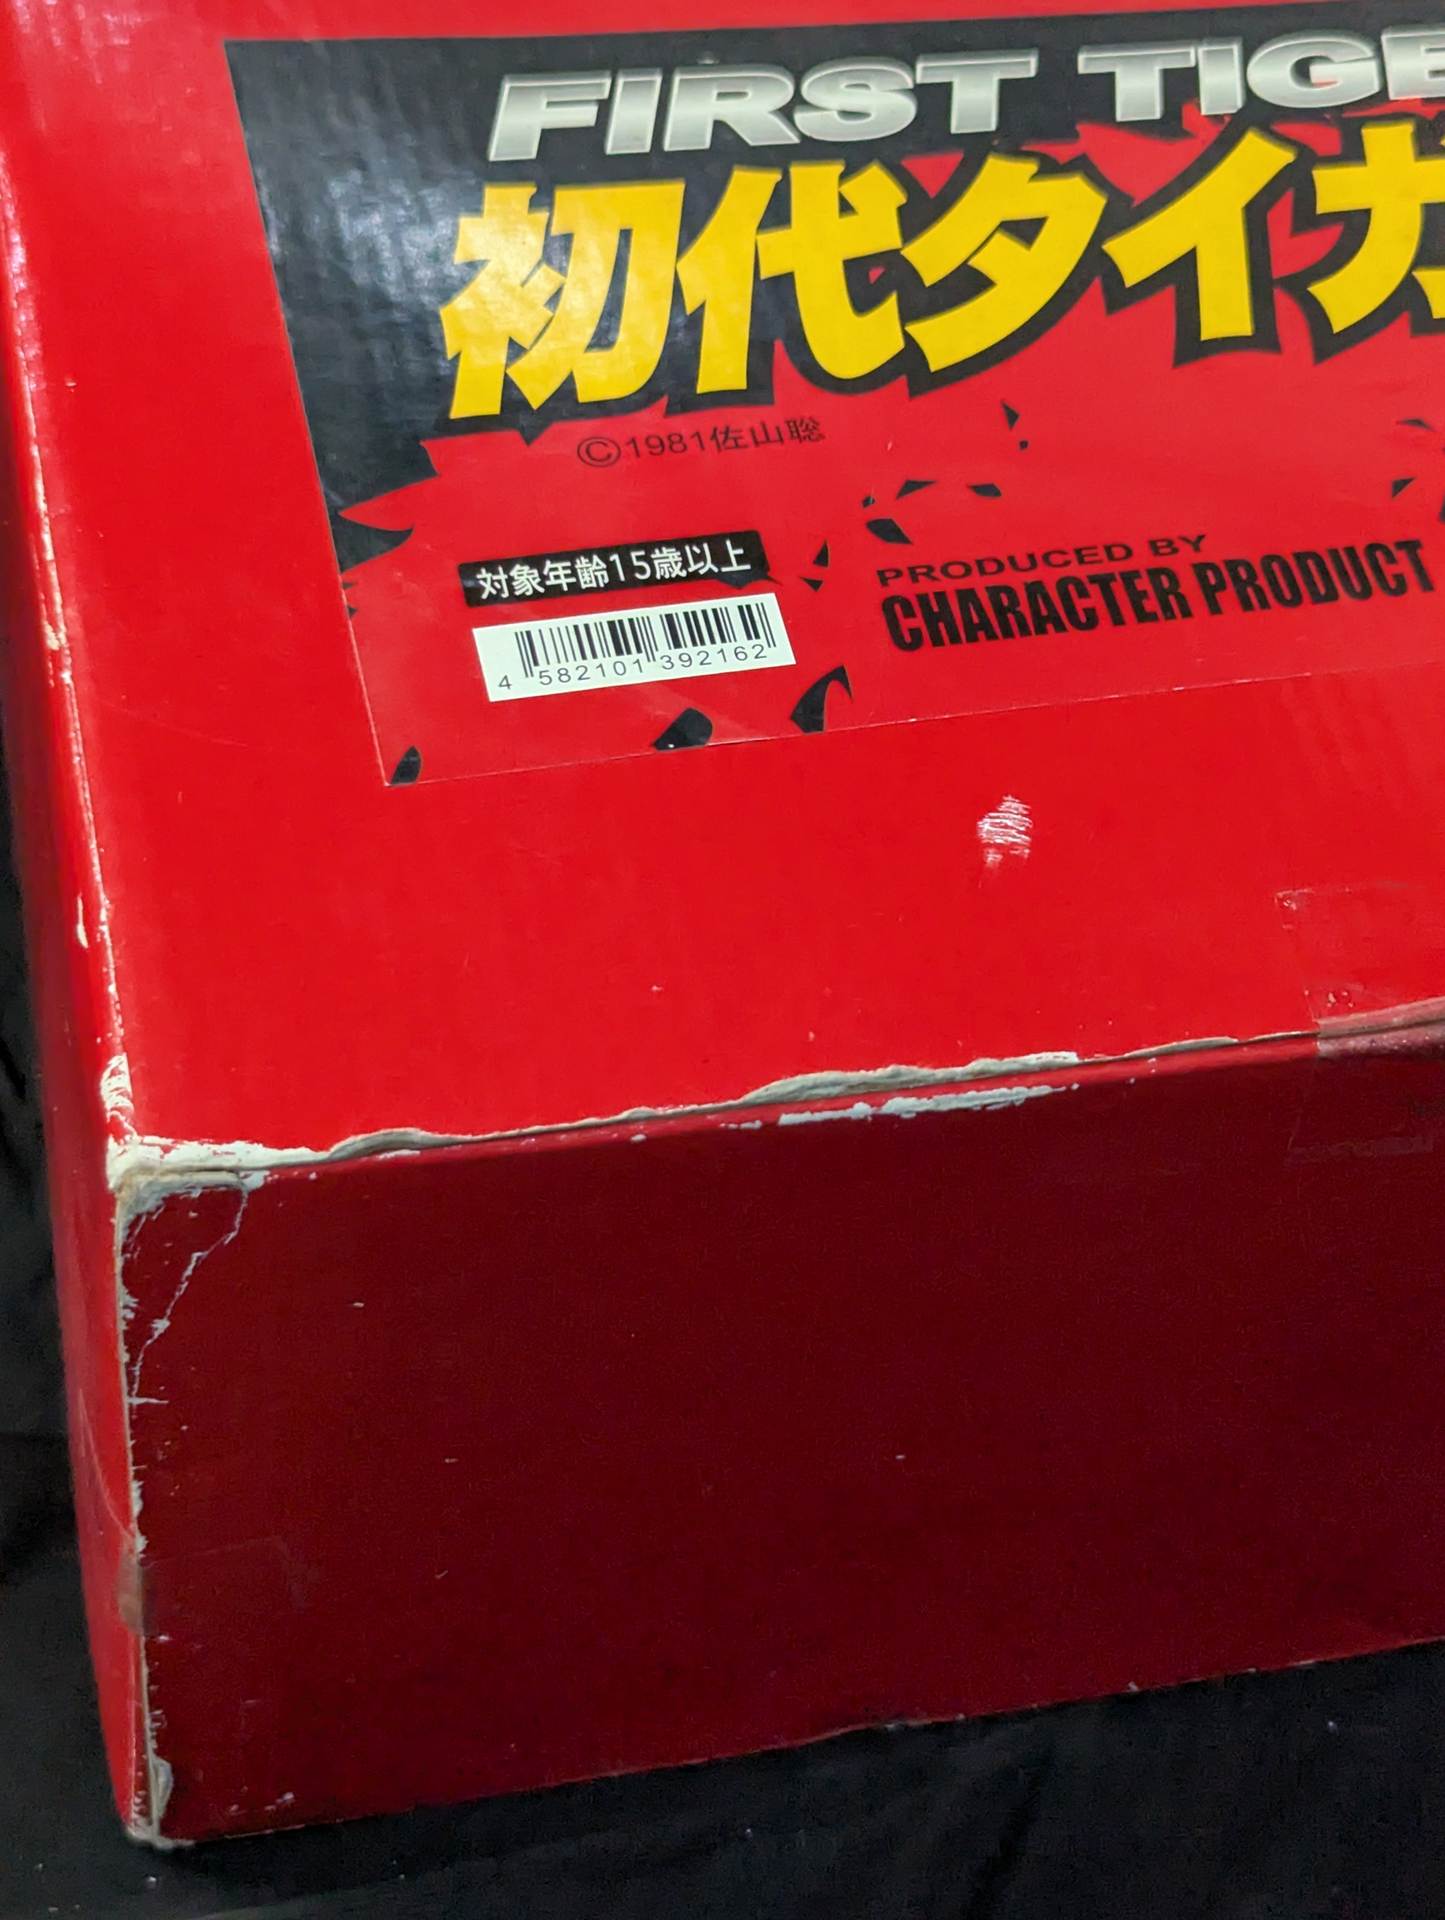 FIRST TIGE
初代タイガ
©1981佐山聡
対象年齢15歳以上
4 582101 392162
PRODUCED BY
CHARACTER PRODUCT